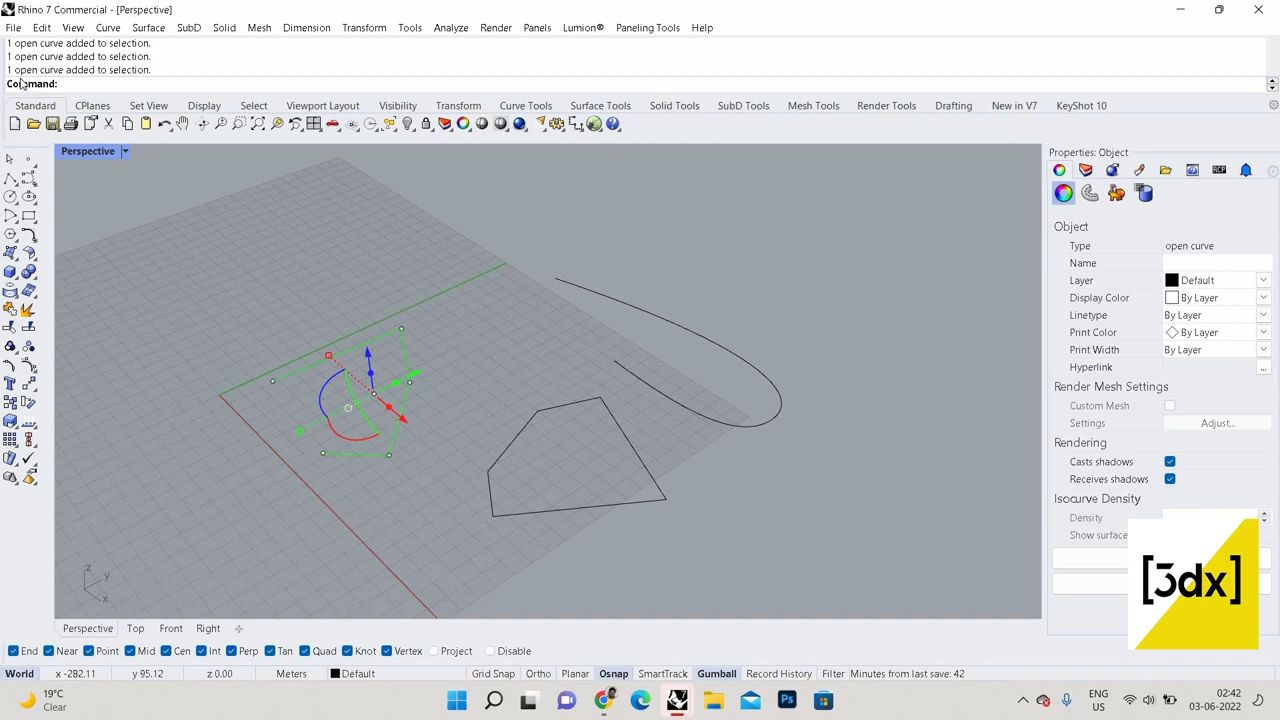 Rhino 7 Commercial - [Perspective]
File Edit View Curve Surface SubD Solid Mesh Dimension Transform Tools Analyze Render Panels Lumion® Paneling Tools Help
1 open curve added to selection.
1 open curve added to selection.
1 open curve added to selection.
Command:
Standard CPlanes Set View Display Select Viewport Layout Visibility Transform Curve Tools Surface Tools Solid Tools SubD Tools Mesh Tools Render Tools Drafting New in V7 KeyShot 10
Perspective
Properties: Object
Object
Type open curve
Name
Layer Default
Display Color By Layer
Linetype By Layer
Print Color By Layer
Print Width By Layer
Hyperlink ...
Render Mesh Settings
Custom Mesh
Settings Adjust...
Rendering
Casts shadows
Receives shadows
Isocurve Density
Density
Show surface
[3dx]
z
y
x
Perspective Top Front Right
End Near Point Mid Cen Int Perp Tan Quad Knot Vertex Project Disable
World x -282.11 y 95.12 z 0.00 Meters Default Grid Snap Ortho Planar Osnap SmartTrack Gumball Record History Filter Minutes from last save: 42
19°C
Clear
Ps
ENG
US
01:42
03-06-2022